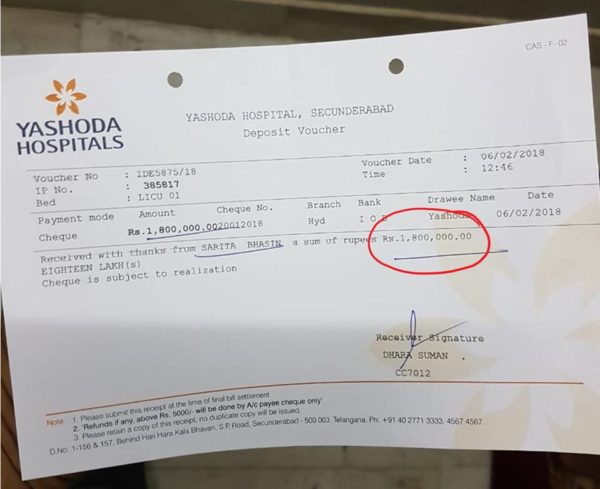 CAS - F - 02
YASHODA
HOSPITALS
YASHODA HOSPITAL, SECUNDERABAD
Deposit Voucher
Voucher No : IDE5875/18 Voucher Date : 06/02/2018
IP No. : 385817 Time : 12:46
Bed : LICU 01
Payment mode Amount Cheque No. Branch Bank Drawee Name Date
Cheque Rs.1,800,000.00 20012018 Hyd I O B Yashoda 06/02/2018
Received with thanks from SARITA BHASIN a sum of rupees Rs.1,800,000.00
EIGHTEEN LAKH(s)
Cheque is subject to realization
Receiver Signature
DHARA SUMAN
CC7012
Note : 1. Please submit this receipt at the time of final bill settlement
2. 'Refunds if any, above Rs. 5000/- will be done by A/c payee cheque only'
3. Please retain a copy of this receipt, no duplicate copy will be issued.
D No: 1-156 & 157, Behind Hari Hara Kala Bhavan, S.P. Road, Secunderabad - 500 003, Telangana. Ph: +91 40 2771 3333, 4567 4567.